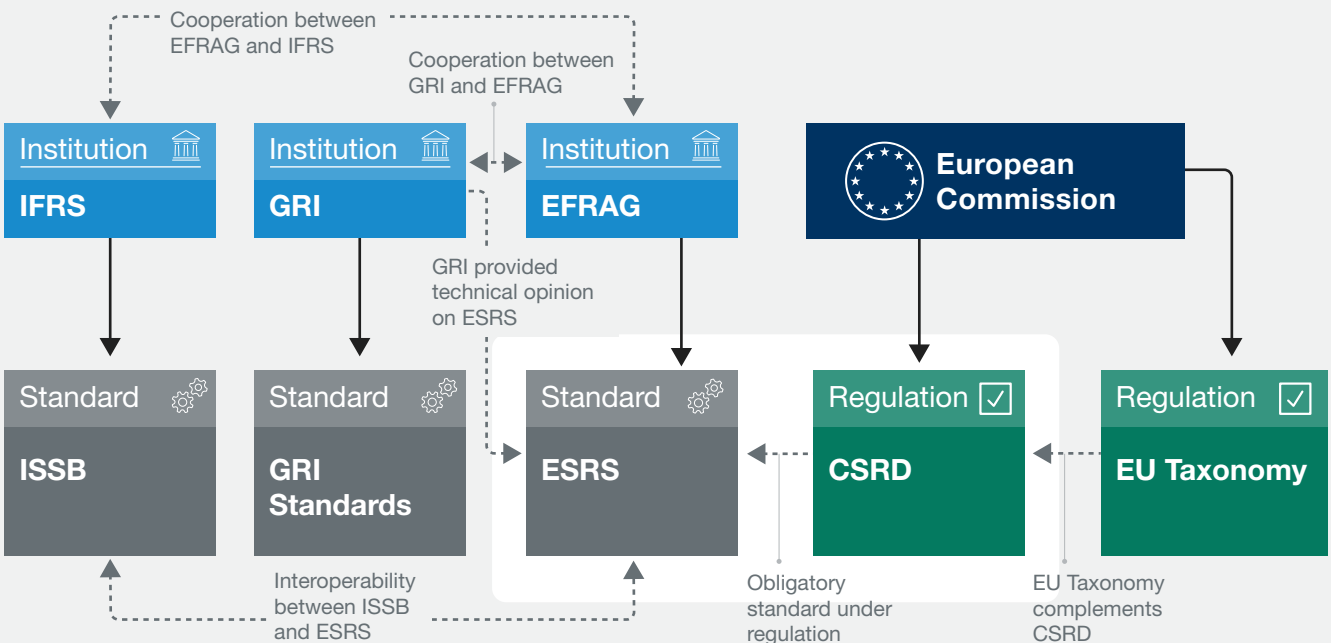 Cooperation between
EFRAG and IFRS
Cooperation between
GRI and EFRAG
Institution
IFRS
Institution
GRI
Institution
EFRAG
European
Commission
GRI provided
technical opinion
on ESRS
Standard
ISSB
Standard
GRI
Standards
Standard
ESRS
Regulation
CSRD
Regulation
EU Taxonomy
Interoperability
between ISSB
and ESRS
Obligatory
standard under
regulation
EU Taxonomy
complements
CSRD